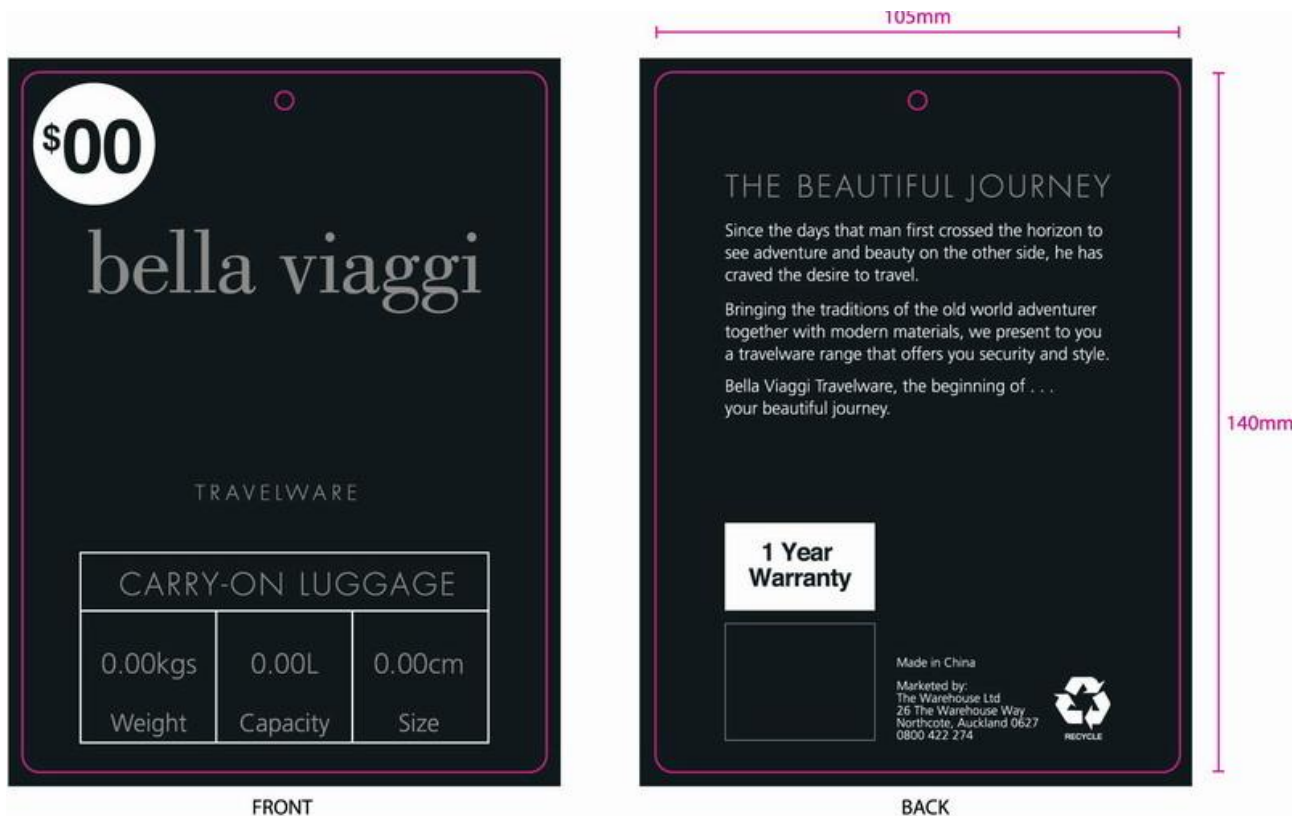 105mm
$00
bella viaggi
TRAVELWARE
CARRY-ON LUGGAGE
0.00kgs 0.00L 0.00cm
Weight Capacity Size
FRONT
THE BEAUTIFUL JOURNEY
Since the days that man first crossed the horizon to
see adventure and beauty on the other side, he has
craved the desire to travel.
Bringing the traditions of the old world adventurer
together with modern materials, we present to you
a travelware range that offers you security and style.
Bella Viaggi Travelware, the beginning of . . .
your beautiful journey.
1 Year
Warranty
Made in China
Marketed by:
The Warehouse Ltd
26 The Warehouse Way
Northcote, Auckland 0627
0800 422 274
RECYCLE
BACK
140mm